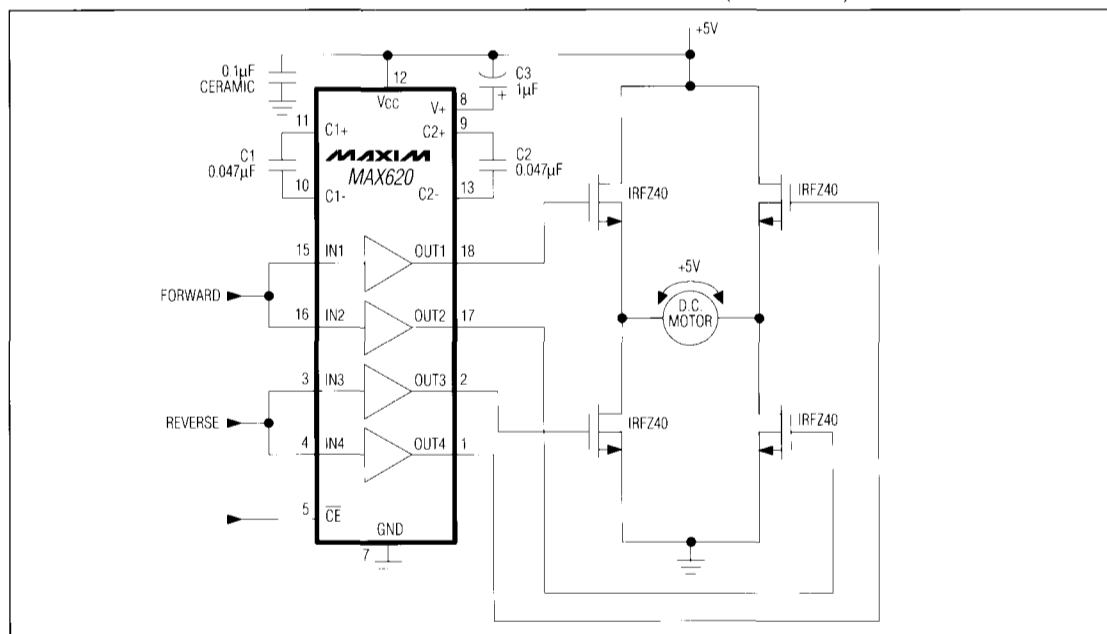 +5V
0.1µF
CERAMIC
12
VCC
C3
1µF
+
8
V+
11
C1+
9
C2+
C1
0.047µF
MAXIM
MAX620
C2
0.047µF
10
C1-
13
C2-
IRFZ40
IRFZ40
15
IN1
OUT1
18
FORWARD
+5V
D.C.
MOTOR
16
IN2
OUT2
17
3
IN3
OUT3
2
REVERSE
IRFZ40
IRFZ40
4
IN4
OUT4
1
5
CE
GND
7